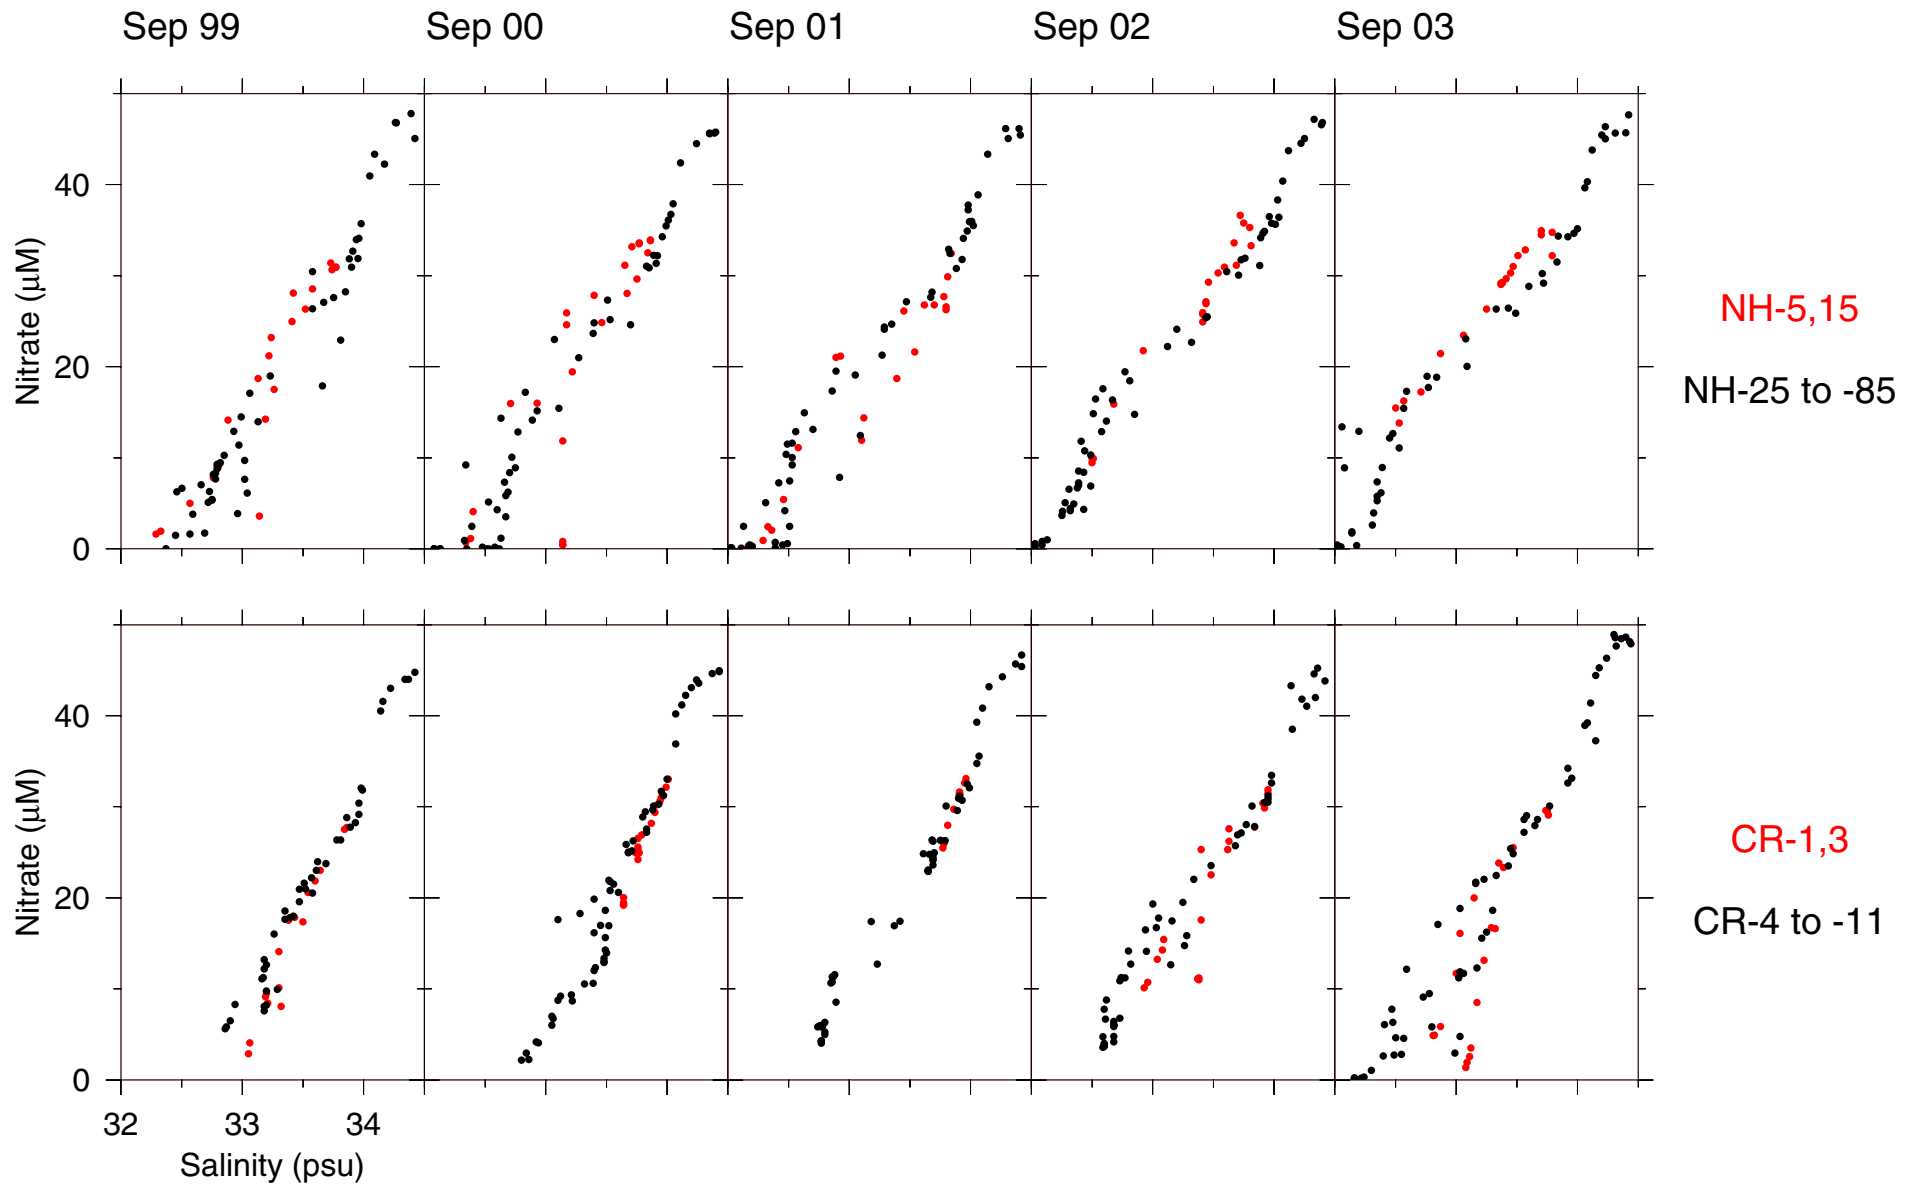 Sep 99 Sep 00 Sep 01 Sep 02 Sep 03
Nitrate (μM)
40
20
0
NH-5,15
NH-25 to -85
Nitrate (μM)
40
20
0
CR-1,3
CR-4 to -11
32 33 34
Salinity (psu)